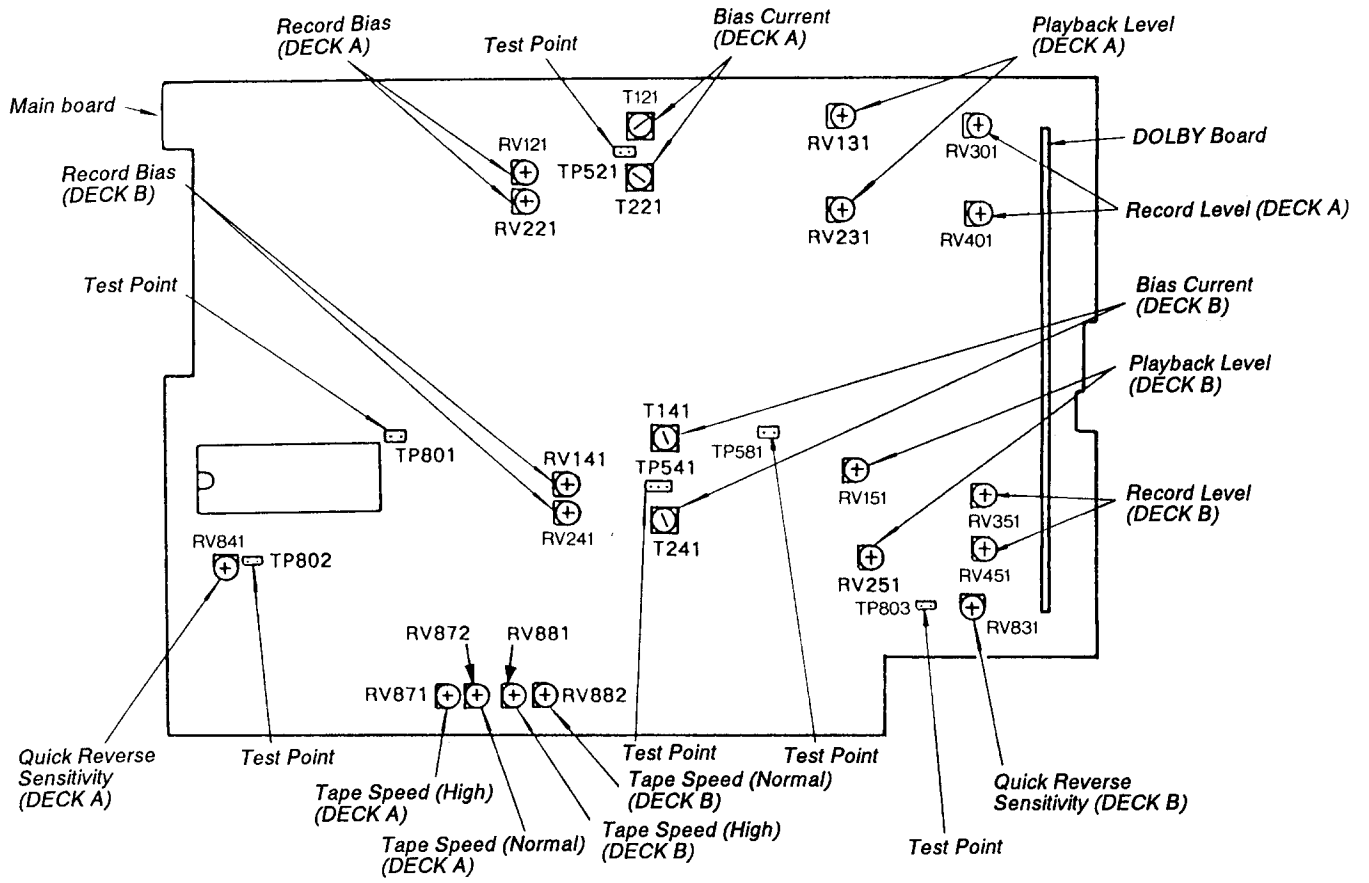 Record Bias
(DECK A)
Test Point
Bias Current
(DECK A)
Playback Level
(DECK A)
Main board
T121
RV121
RV131
RV301
DOLBY Board
Record Bias
(DECK B)
TP521
T221
RV221
RV231
RV401
Record Level (DECK A)
Test Point
Bias Current
(DECK B)
Playback Level
(DECK B)
T141
TP801
TP581
RV141
TP541
RV151
Record Level
(DECK B)
RV351
RV241
T241
RV841
TP802
RV251
RV451
TP803
RV831
RV872
RV881
RV871
RV882
Quick Reverse
Sensitivity
(DECK A)
Test Point
Test Point
Test Point
Tape Speed (High)
(DECK A)
Tape Speed (Normal)
(DECK B)
Quick Reverse
Sensitivity (DECK B)
Tape Speed (Normal)
(DECK A)
Tape Speed (High)
(DECK B)
Test Point